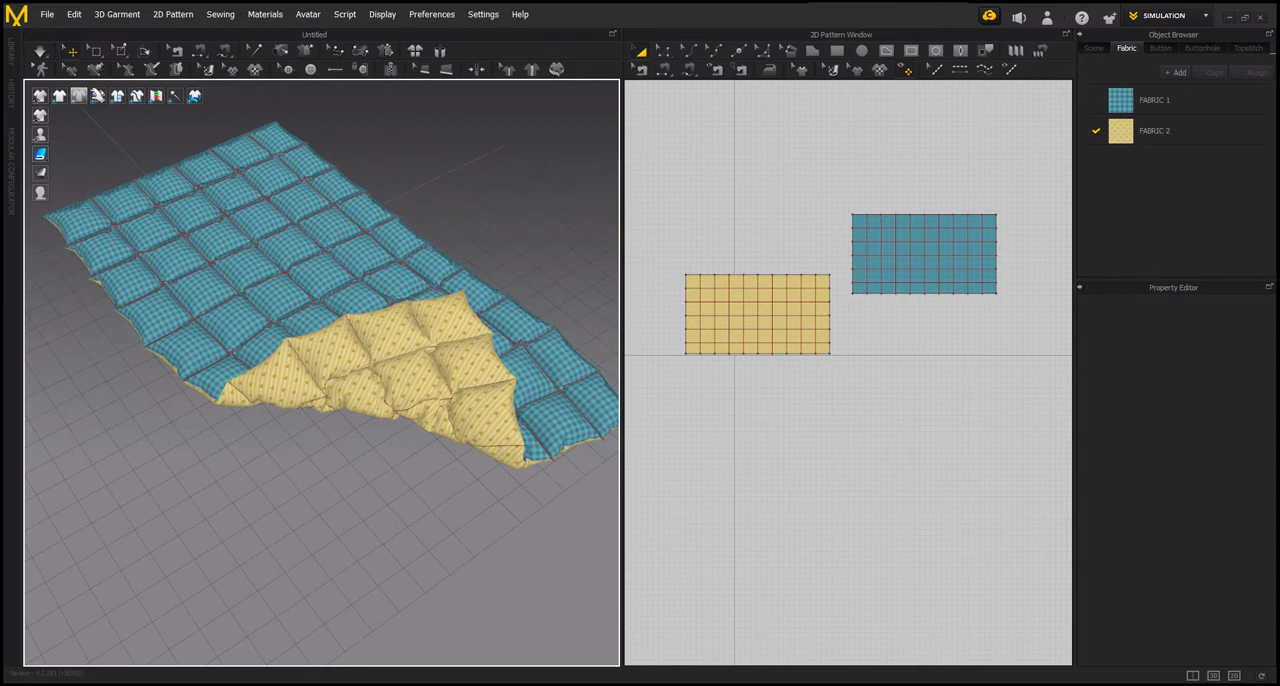 File Edit 3D Garment 2D Pattern Sewing Materials Avatar Script Display Preferences Settings Help
SIMULATION
Untitled
2D Pattern Window
Object Browser
Scene Fabric Button Buttonhole Topstitch
+ Add Copy Assign
FABRIC 1
FABRIC 2
Property Editor
LIBRARY
HISTORY
MODULAR CONFIGURATOR